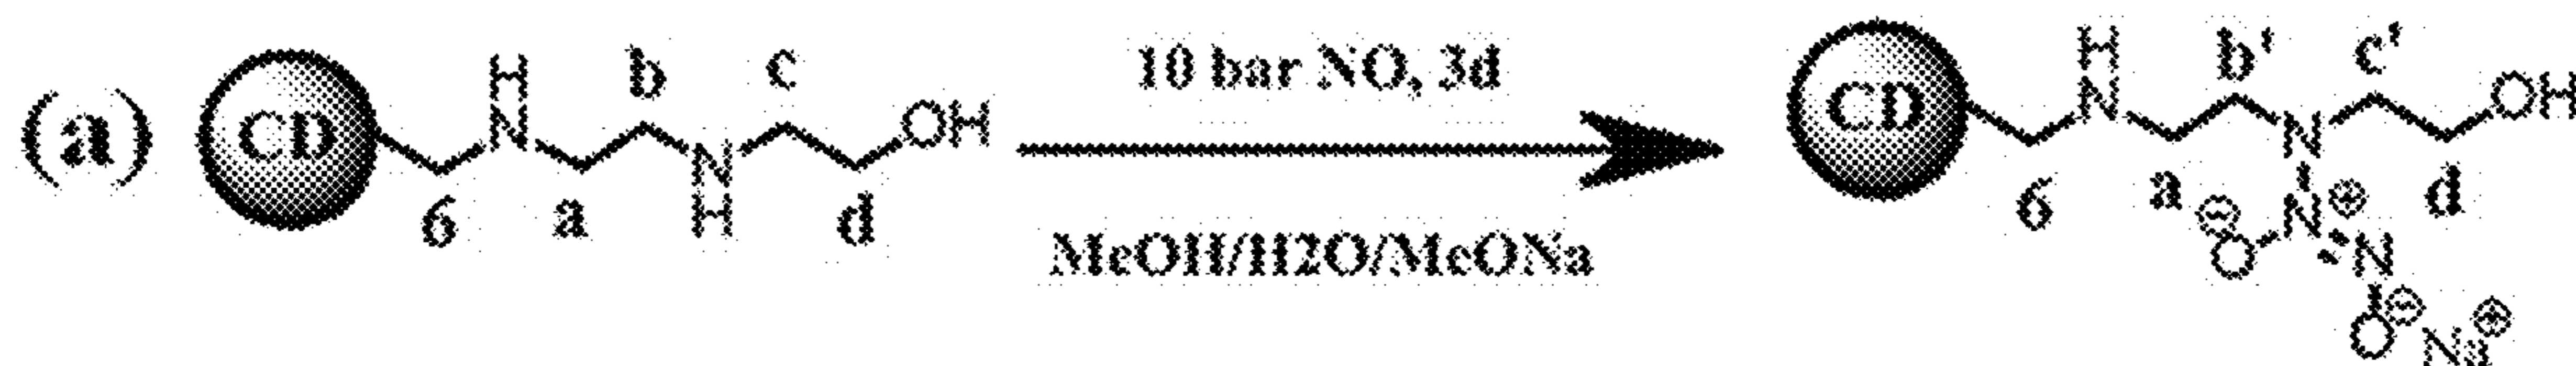 (a) CD 6 H N a b N H c d OH
10 bar NO, 3d
MeOH/H2O/MeONa
CD 6 H N a b' N c' d OH
⊖ O N ⊕ N
O ⊖ Na ⊕